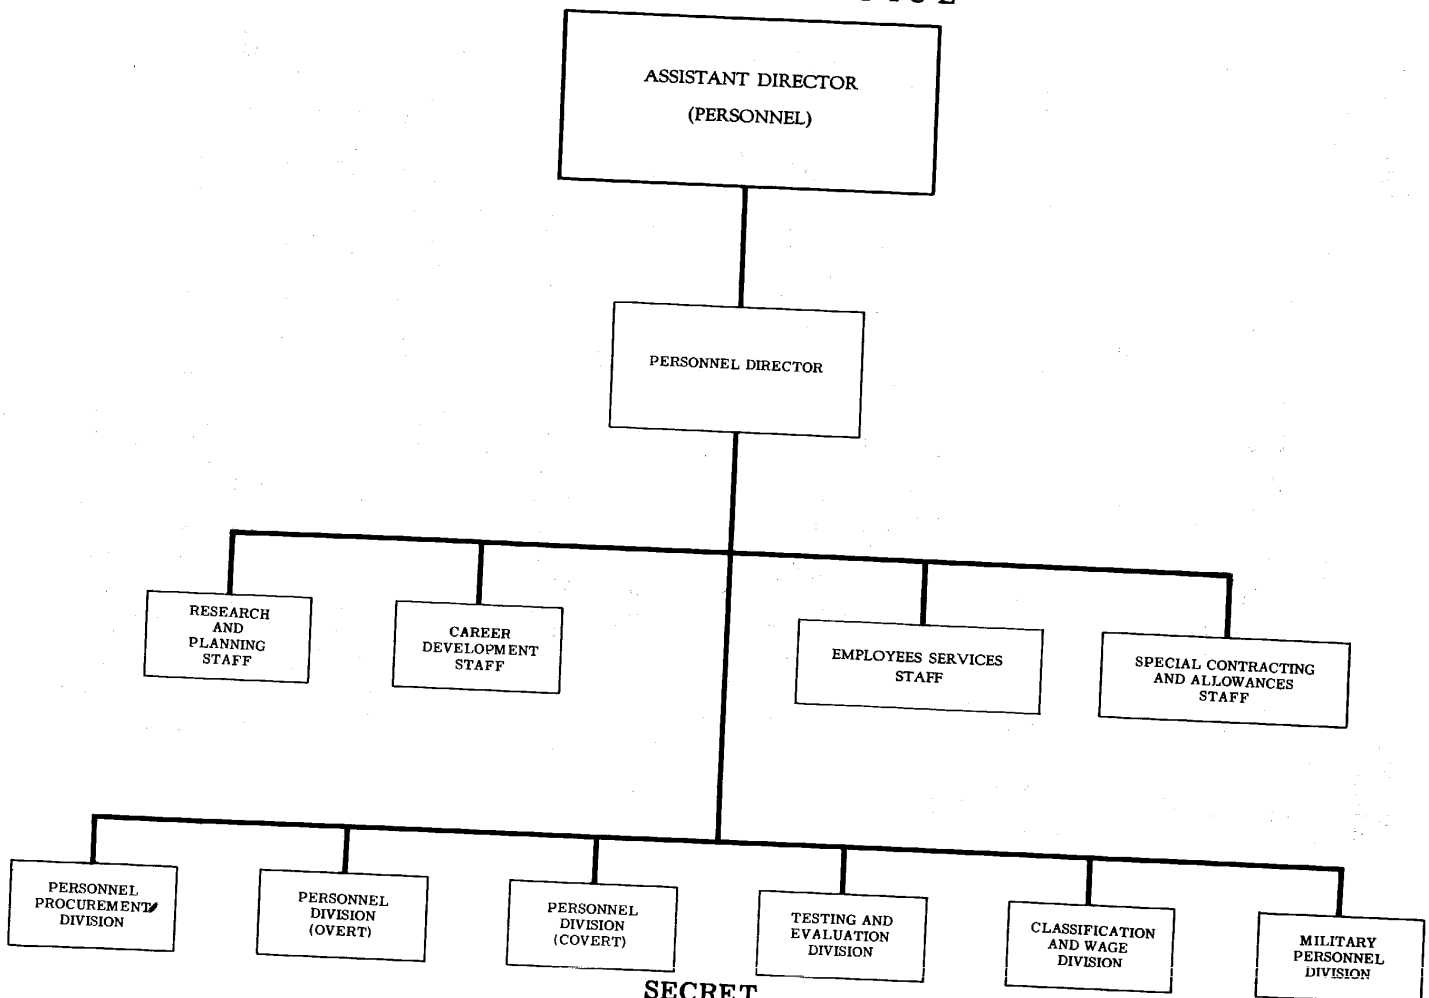 ASSISTANT DIRECTOR
(PERSONNEL)
PERSONNEL DIRECTOR
RESEARCH
AND
PLANNING
STAFF
CAREER
DEVELOPMENT
STAFF
EMPLOYEES SERVICES
STAFF
SPECIAL CONTRACTING
AND ALLOWANCES
STAFF
PERSONNEL
PROCUREMENT
DIVISION
PERSONNEL
DIVISION
(OVERT)
PERSONNEL
DIVISION
(COVERT)
TESTING AND
EVALUATION
DIVISION
CLASSIFICATION
AND WAGE
DIVISION
MILITARY
PERSONNEL
DIVISION
SECRET